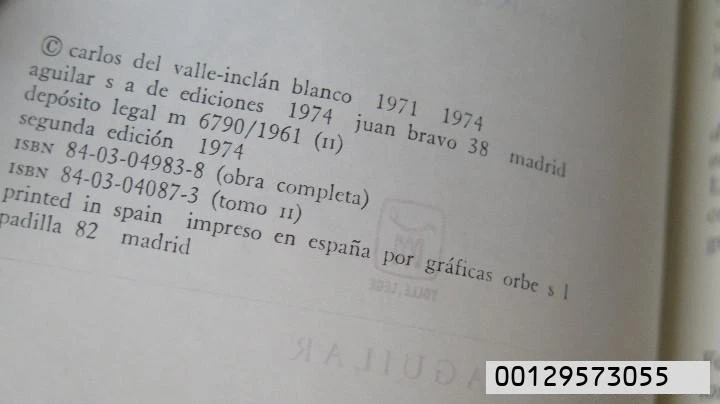 © carlos del valle-inclán blanco 1971 1974
aguilar s a de ediciones 1974 juan bravo 38 madrid
depósito legal m 6790/1961 (II)
segunda edición 1974
ISBN 84-03-04983-8 (obra completa)
ISBN 84-03-04087-3 (tomo II)
printed in spain impreso en españa por gráficas orbe s l
padilla 82 madrid
TOLLE, LEGE
AGUILAR
00129573055